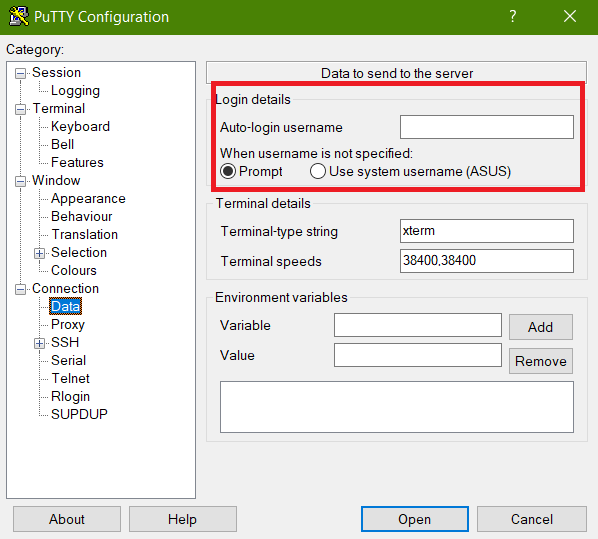 PuTTY Configuration ?
Category:
Session
Logging
Terminal
Keyboard
Bell
Features
Window
Appearance
Behaviour
Translation
Selection
Colours
Connection
Data
Proxy
SSH
Serial
Telnet
Rlogin
SUPDUP
Data to send to the server
Login details
Auto-login username
When username is not specified:
Prompt Use system username (ASUS)
Terminal details
Terminal-type string xterm
Terminal speeds 38400,38400
Environment variables
Variable Add
Value Remove
About Help Open Cancel